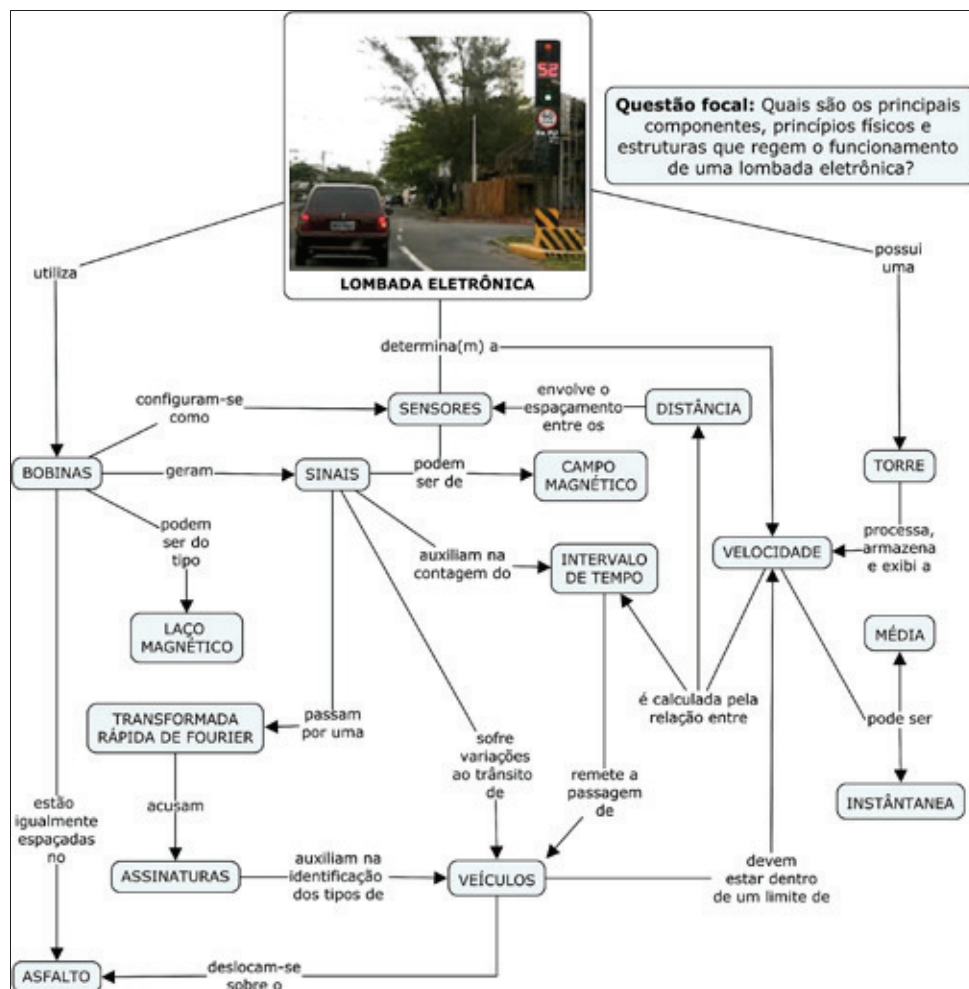 52
Questão focal: Quais são os principais
componentes, princípios físicos e
estruturas que regem o funcionamento
de uma lombada eletrônica?
LOMBADA ELETRÔNICA
utiliza
possui
uma
determina(m) a
configuram-se
como
SENSORES
envolve o
espaçamento
entre os
DISTÂNCIA
BOBINAS
geram
SINAIS
podem
ser de
CAMPO
MAGNÉTICO
TORRE
podem
ser do
tipo
auxiliam na
contagem do
INTERVALO
DE TEMPO
VELOCIDADE
processa,
armazena
e exibi a
LAÇO
MAGNÉTICO
MÉDIA
TRANSFORMADA
RÁPIDA DE FOURIER
passam
por uma
é calculada pela
relação entre
pode ser
sofre
variações
ao trânsito
de
remete a
passagem
de
INSTÂNTANEA
estão
igualmente
espaçadas
no
acusam
ASSINATURAS
auxiliam na
identificação
dos tipos de
VEÍCULOS
devem
estar dentro
de um limite de
ASFALTO
deslocam-se
sobre o